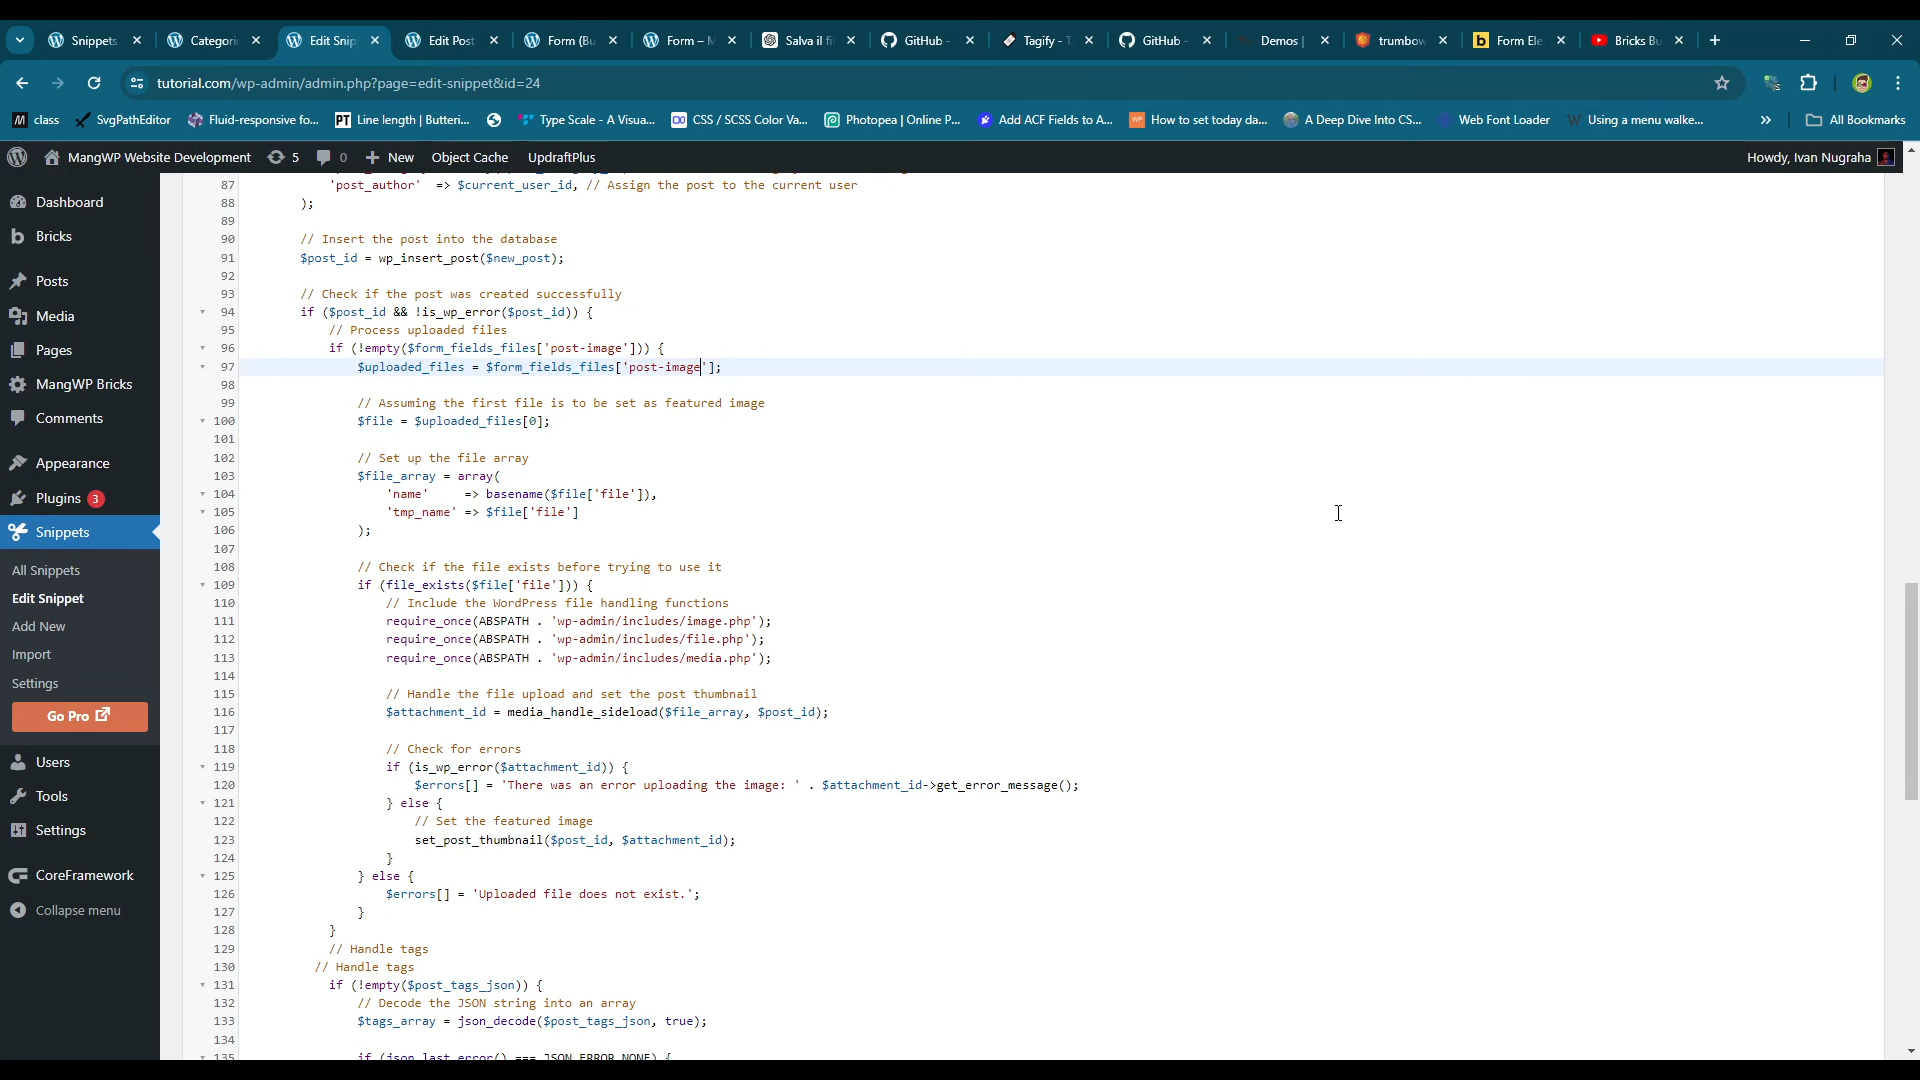 Snippets
Categori
Edit Snip
Edit Post
Form (Bu
Form – M
Salva il fi
GitHub -
Tagify - T
GitHub -
Demos |
trumbow
Form Ele
Bricks Bu
tutorial.com/wp-admin/admin.php?page=edit-snippet&id=24
class
SvgPathEditor
Fluid-responsive fo...
Line length | Butteri...
Type Scale - A Visua...
CSS / SCSS Color Va...
Photopea | Online P...
Add ACF Fields to A...
How to set today da...
A Deep Dive Into CS...
Web Font Loader
Using a menu walke...
All Bookmarks
MangWP Website Development
5
0
New
Object Cache
UpdraftPlus
Howdy, Ivan Nugraha
Dashboard
Bricks
Posts
Media
Pages
MangWP Bricks
Comments
Appearance
Plugins 3
Snippets
All Snippets
Edit Snippet
Add New
Import
Settings
Go Pro
Users
Tools
Settings
CoreFramework
Collapse menu
87 'post_author' => $current_user_id, // Assign the post to the current user
88 );
89
90 // Insert the post into the database
91 $post_id = wp_insert_post($new_post);
92
93 // Check if the post was created successfully
94 if ($post_id && !is_wp_error($post_id)) {
95 // Process uploaded files
96 if (!empty($form_fields_files['post-image'])) {
97 $uploaded_files = $form_fields_files['post-image'];
98
99 // Assuming the first file is to be set as featured image
100 $file = $uploaded_files[0];
101
102 // Set up the file array
103 $file_array = array(
104 'name' => basename($file['file']),
105 'tmp_name' => $file['file']
106 );
107
108 // Check if the file exists before trying to use it
109 if (file_exists($file['file'])) {
110 // Include the WordPress file handling functions
111 require_once(ABSPATH . 'wp-admin/includes/image.php');
112 require_once(ABSPATH . 'wp-admin/includes/file.php');
113 require_once(ABSPATH . 'wp-admin/includes/media.php');
114
115 // Handle the file upload and set the post thumbnail
116 $attachment_id = media_handle_sideload($file_array, $post_id);
117
118 // Check for errors
119 if (is_wp_error($attachment_id)) {
120 $errors[] = 'There was an error uploading the image: ' . $attachment_id->get_error_message();
121 } else {
122 // Set the featured image
123 set_post_thumbnail($post_id, $attachment_id);
124 }
125 } else {
126 $errors[] = 'Uploaded file does not exist.';
127 }
128 }
129 // Handle tags
130 // Handle tags
131 if (!empty($post_tags_json)) {
132 // Decode the JSON string into an array
133 $tags_array = json_decode($post_tags_json, true);
134
135 if (json_last_error() === JSON_ERROR_NONE) {